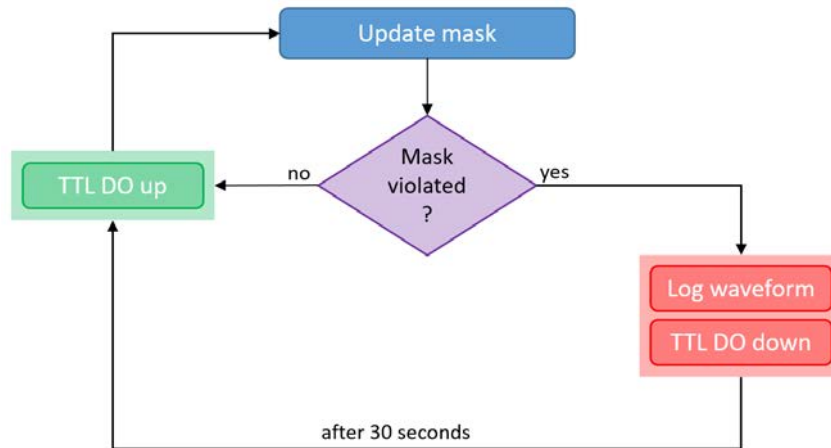 Update mask
Mask
violated
?
no
yes
TTL DO up
Log waveform
TTL DO down
after 30 seconds